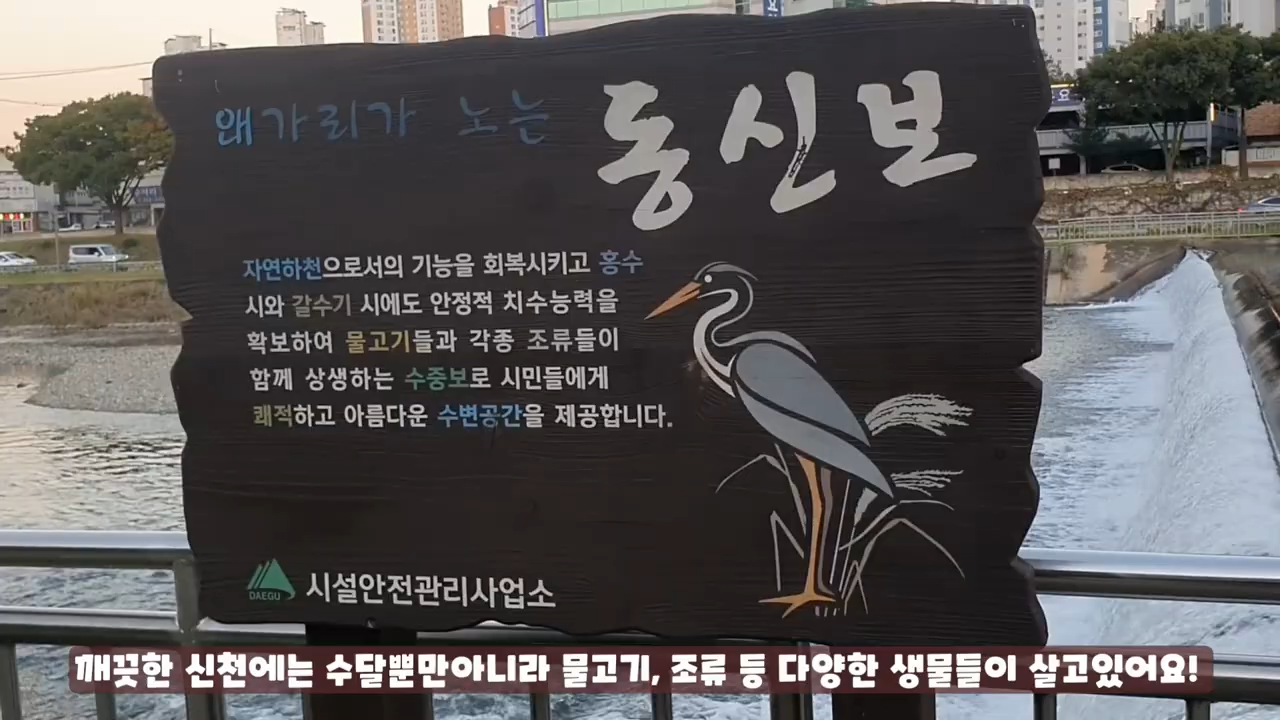 왜가리가 노는 동신보
자연하천으로서의 기능을 회복시키고 홍수
시와 갈수기 시에도 안정적 치수능력을
확보하여 물고기들과 각종 조류들이
함께 상생하는 수중보로 시민들에게
쾌적하고 아름다운 수변공간을 제공합니다.
DAEGU
시설안전관리사업소
깨끗한 신천에는 수달뿐만아니라 물고기, 조류 등 다양한 생물들이 살고있어요!